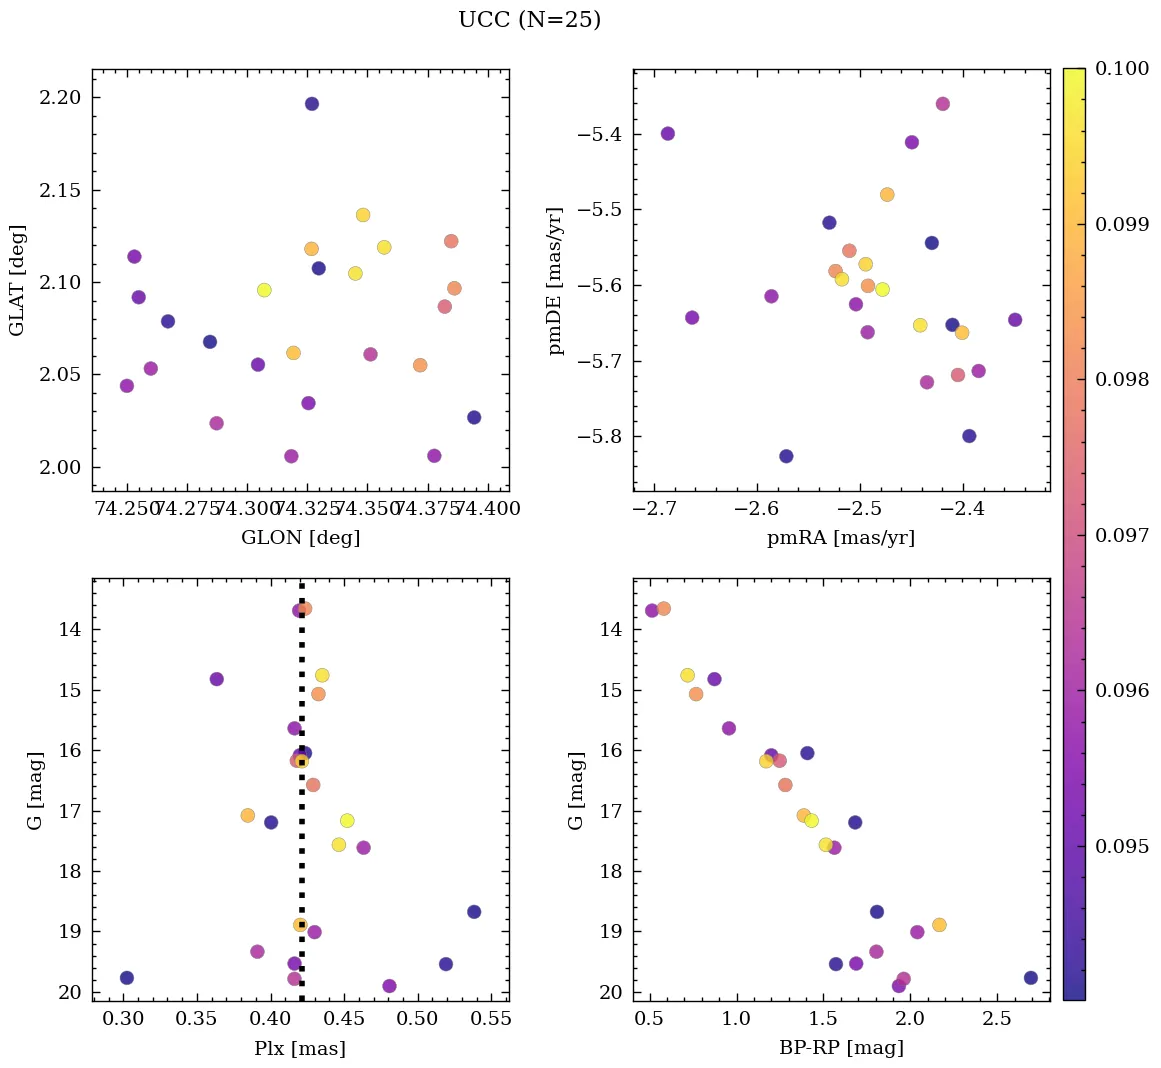 UCC (N=25)
2.20
2.15
2.10
2.05
2.00
GLAT [deg]
74.250 74.275 74.300 74.325 74.350 74.375 74.400
GLON [deg]
−5.4
−5.5
−5.6
−5.7
−5.8
pmDE [mas/yr]
−2.7 −2.6 −2.5 −2.4
pmRA [mas/yr]
14
15
16
17
18
19
20
G [mag]
0.30 0.35 0.40 0.45 0.50 0.55
Plx [mas]
14
15
16
17
18
19
20
G [mag]
0.5 1.0 1.5 2.0 2.5
BP-RP [mag]
0.100
0.099
0.098
0.097
0.096
0.095